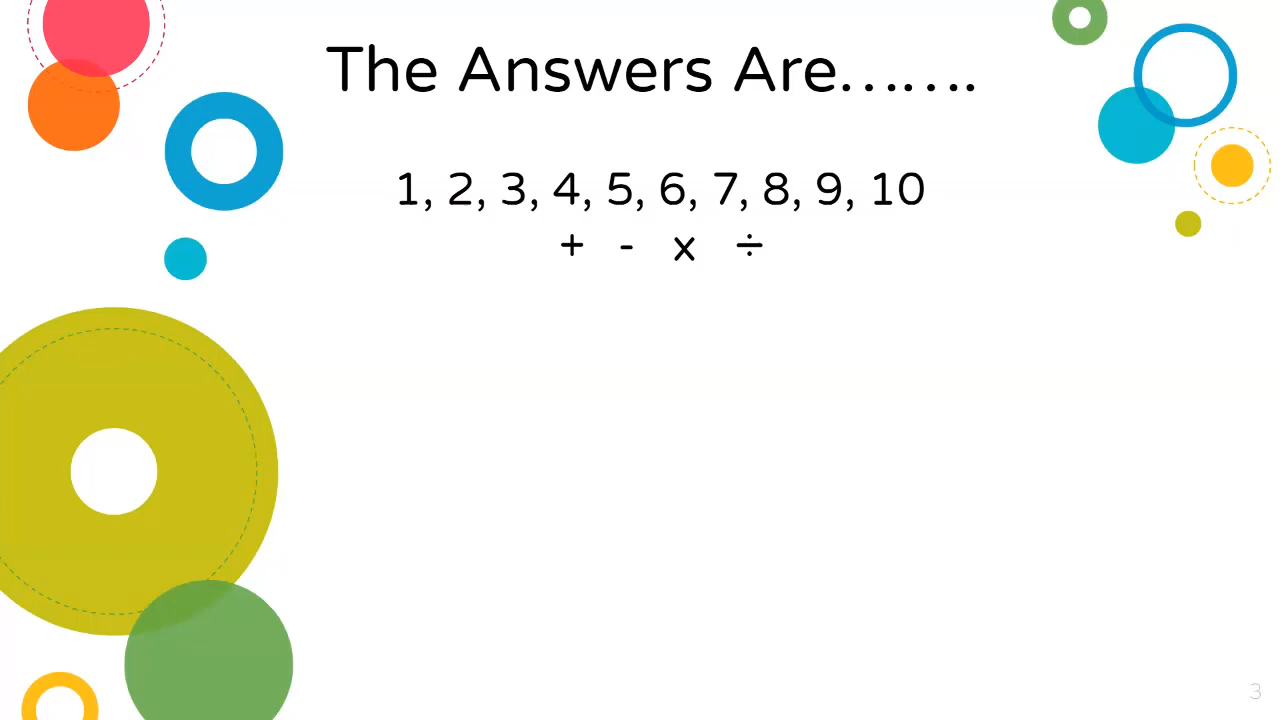 The Answers Are.......
1, 2, 3, 4, 5, 6, 7, 8, 9, 10
+ - x ÷
3